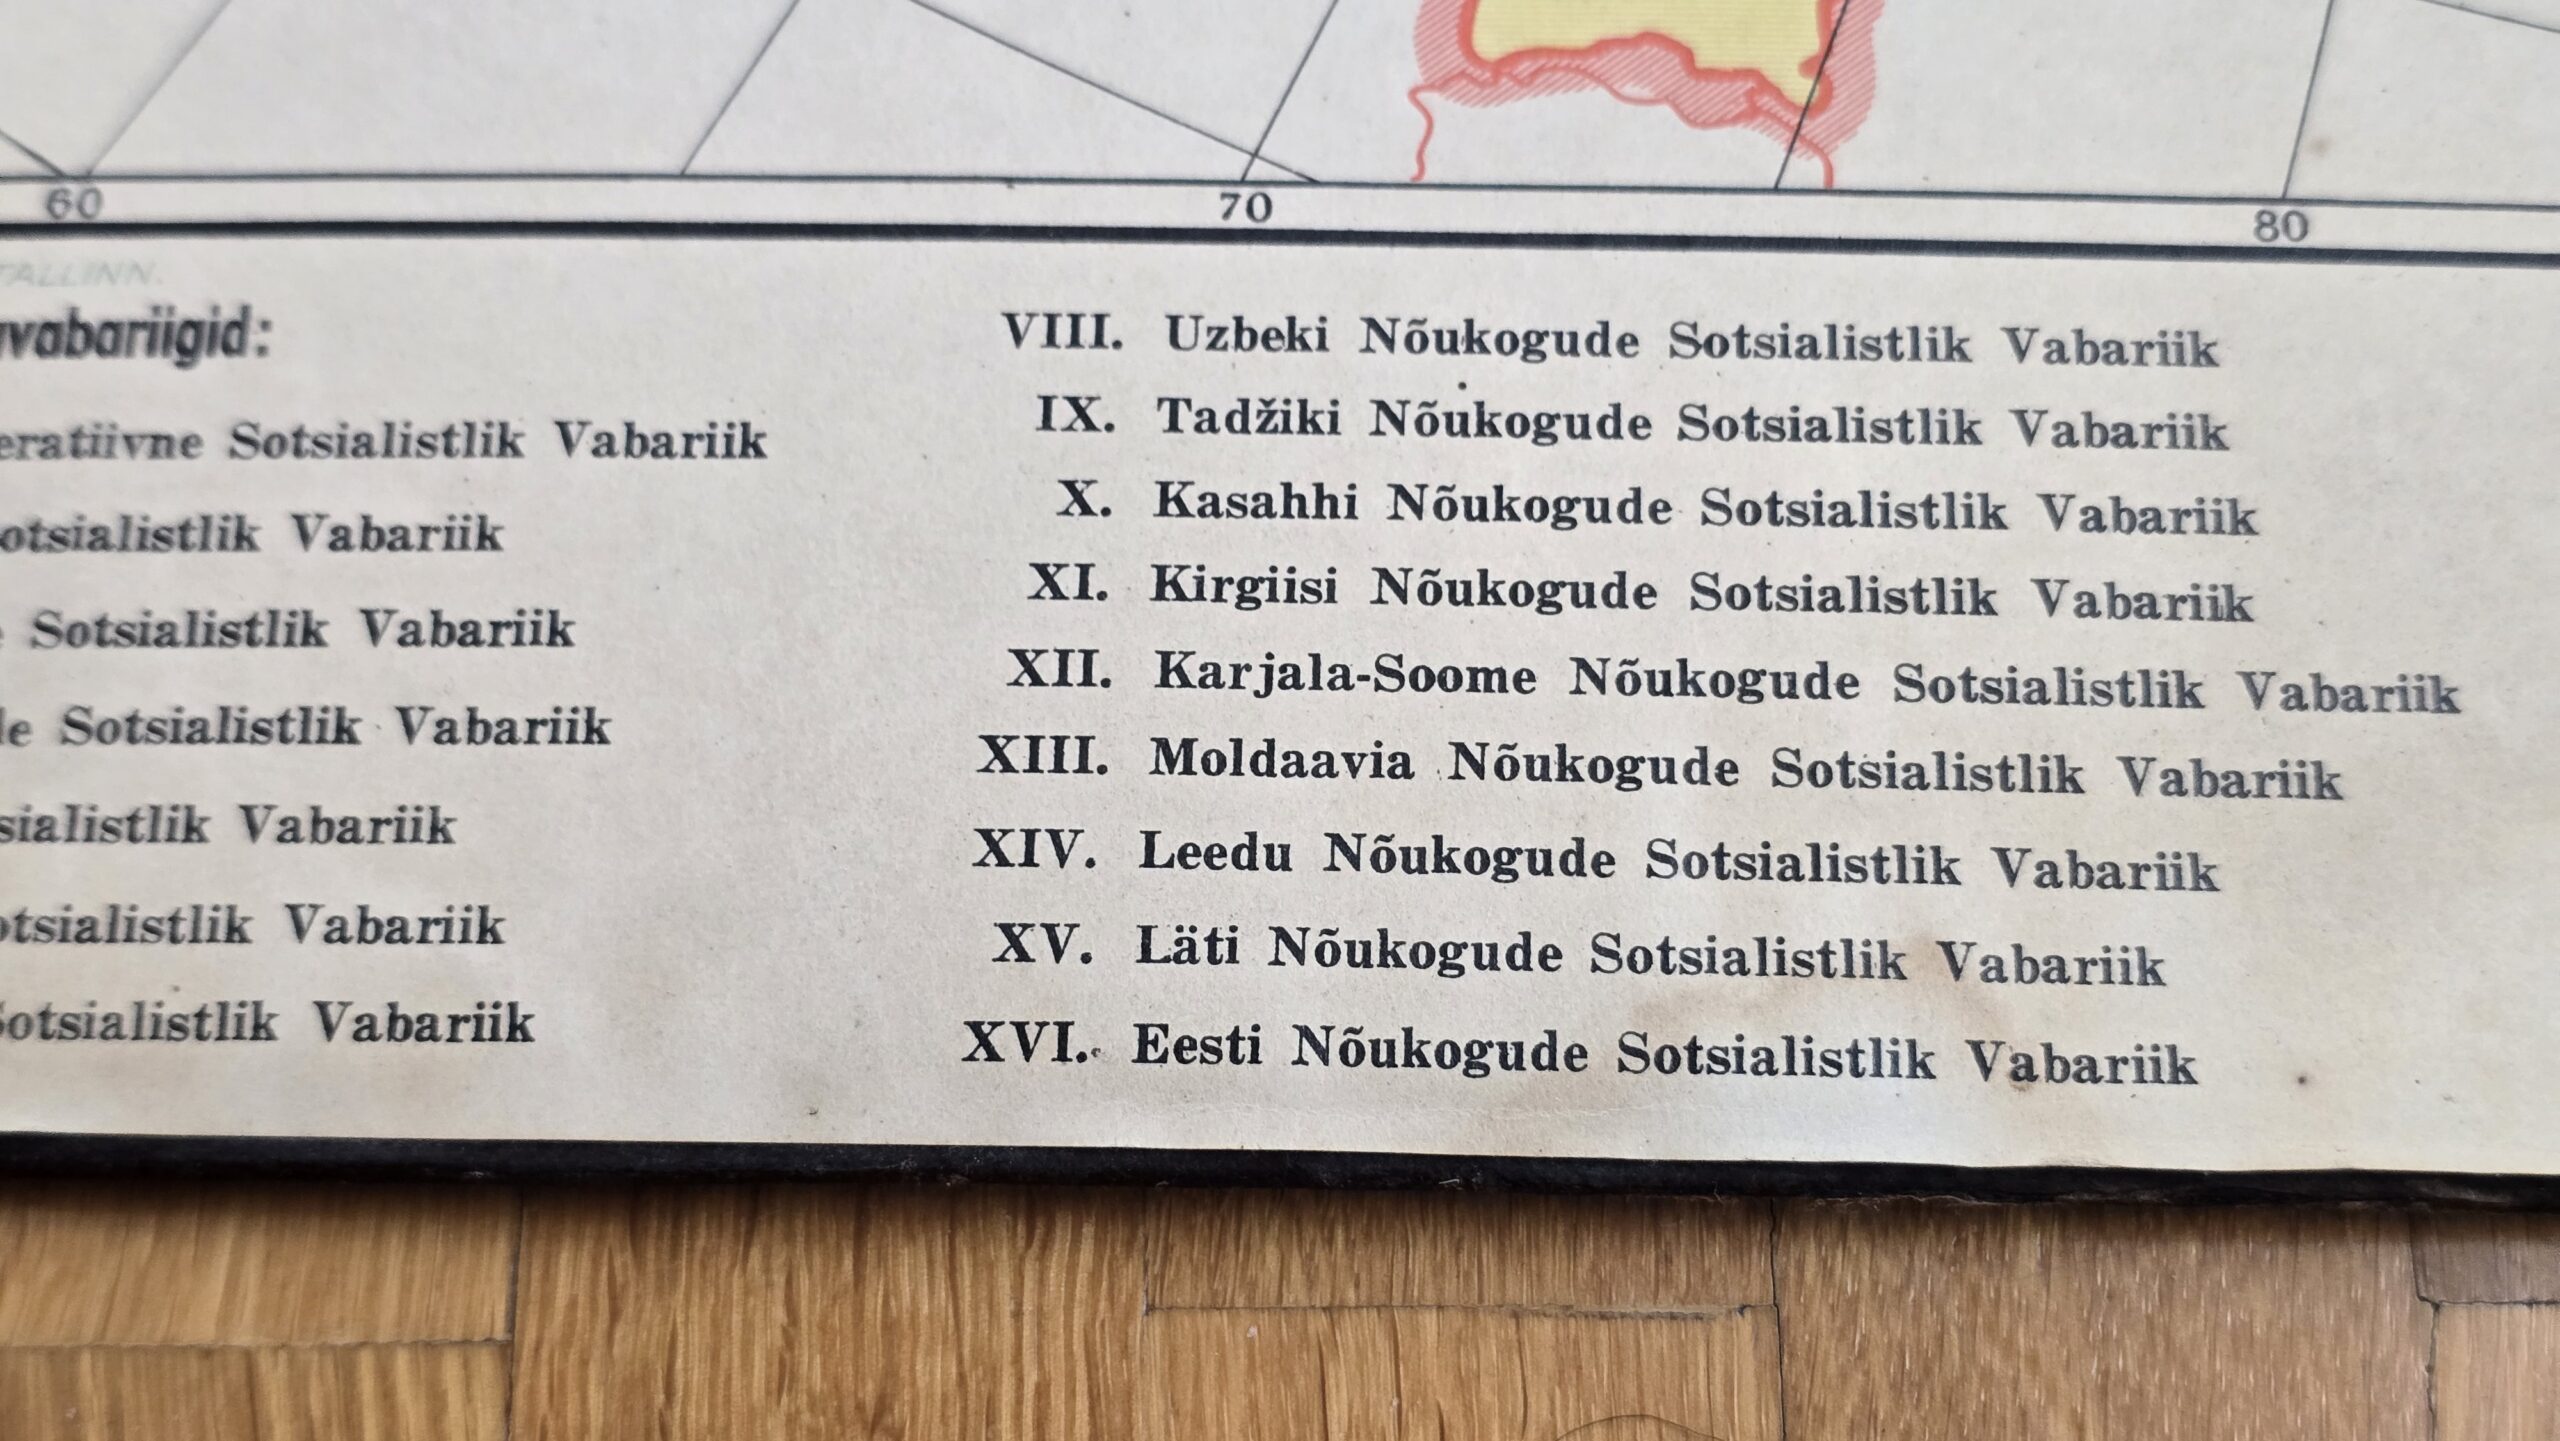 60 70 80
TALLINN.
vabariigid:
eratiivne Sotsialistlik Vabariik
otsialistlik Vabariik
Sotsialistlik Vabariik
le Sotsialistlik Vabariik
sialistlik Vabariik
otsialistlik Vabariik
Sotsialistlik Vabariik
VIII. Uzbeki Nõukogude Sotsialistlik Vabariik
IX. Tadžiki Nõukogude Sotsialistlik Vabariik
X. Kasahhi Nõukogude Sotsialistlik Vabariik
XI. Kirgiisi Nõukogude Sotsialistlik Vabariik
XII. Karjala-Soome Nõukogude Sotsialistlik Vabariik
XIII. Moldaavia Nõukogude Sotsialistlik Vabariik
XIV. Leedu Nõukogude Sotsialistlik Vabariik
XV. Läti Nõukogude Sotsialistlik Vabariik
XVI. Eesti Nõukogude Sotsialistlik Vabariik